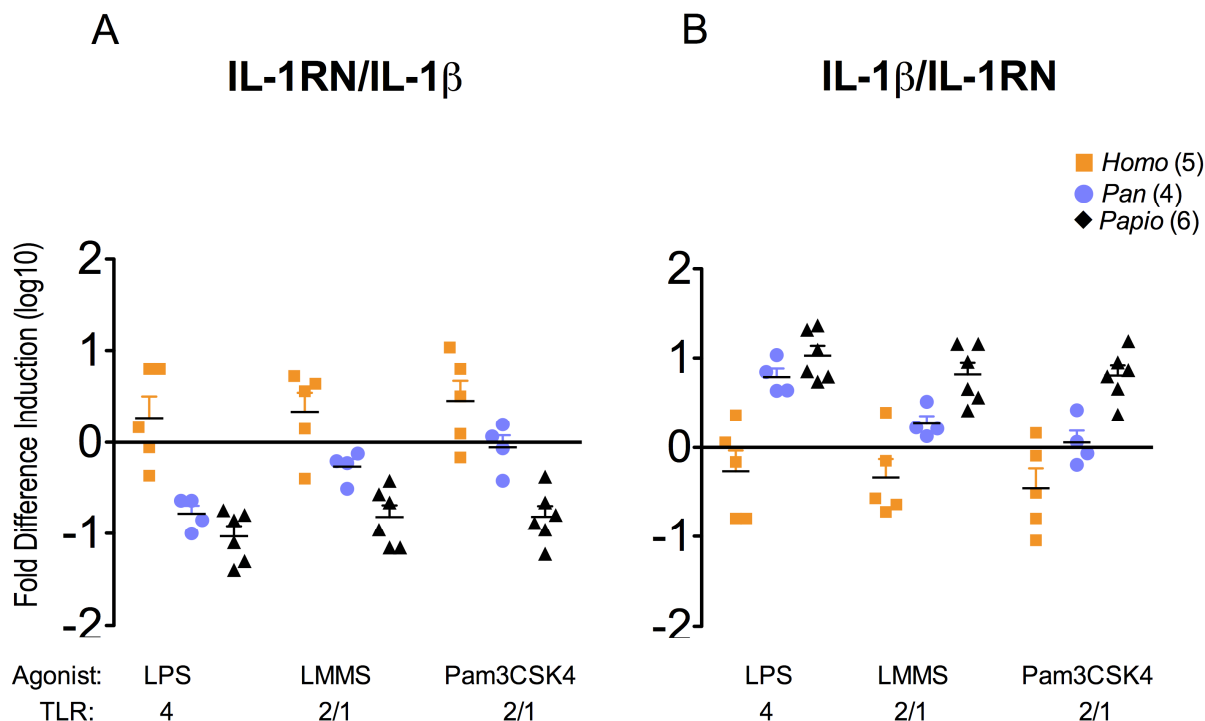 A
B
IL-1RN/IL-1β
IL-1β/IL-1RN
Homo (5)
Pan (4)
Papio (6)
Fold Difference Induction (log10)
2
1
0
-1
-2
2
1
0
-1
-2
Agonist: LPS LMMS Pam3CSK4 LPS LMMS Pam3CSK4
TLR: 4 2/1 2/1 4 2/1 2/1